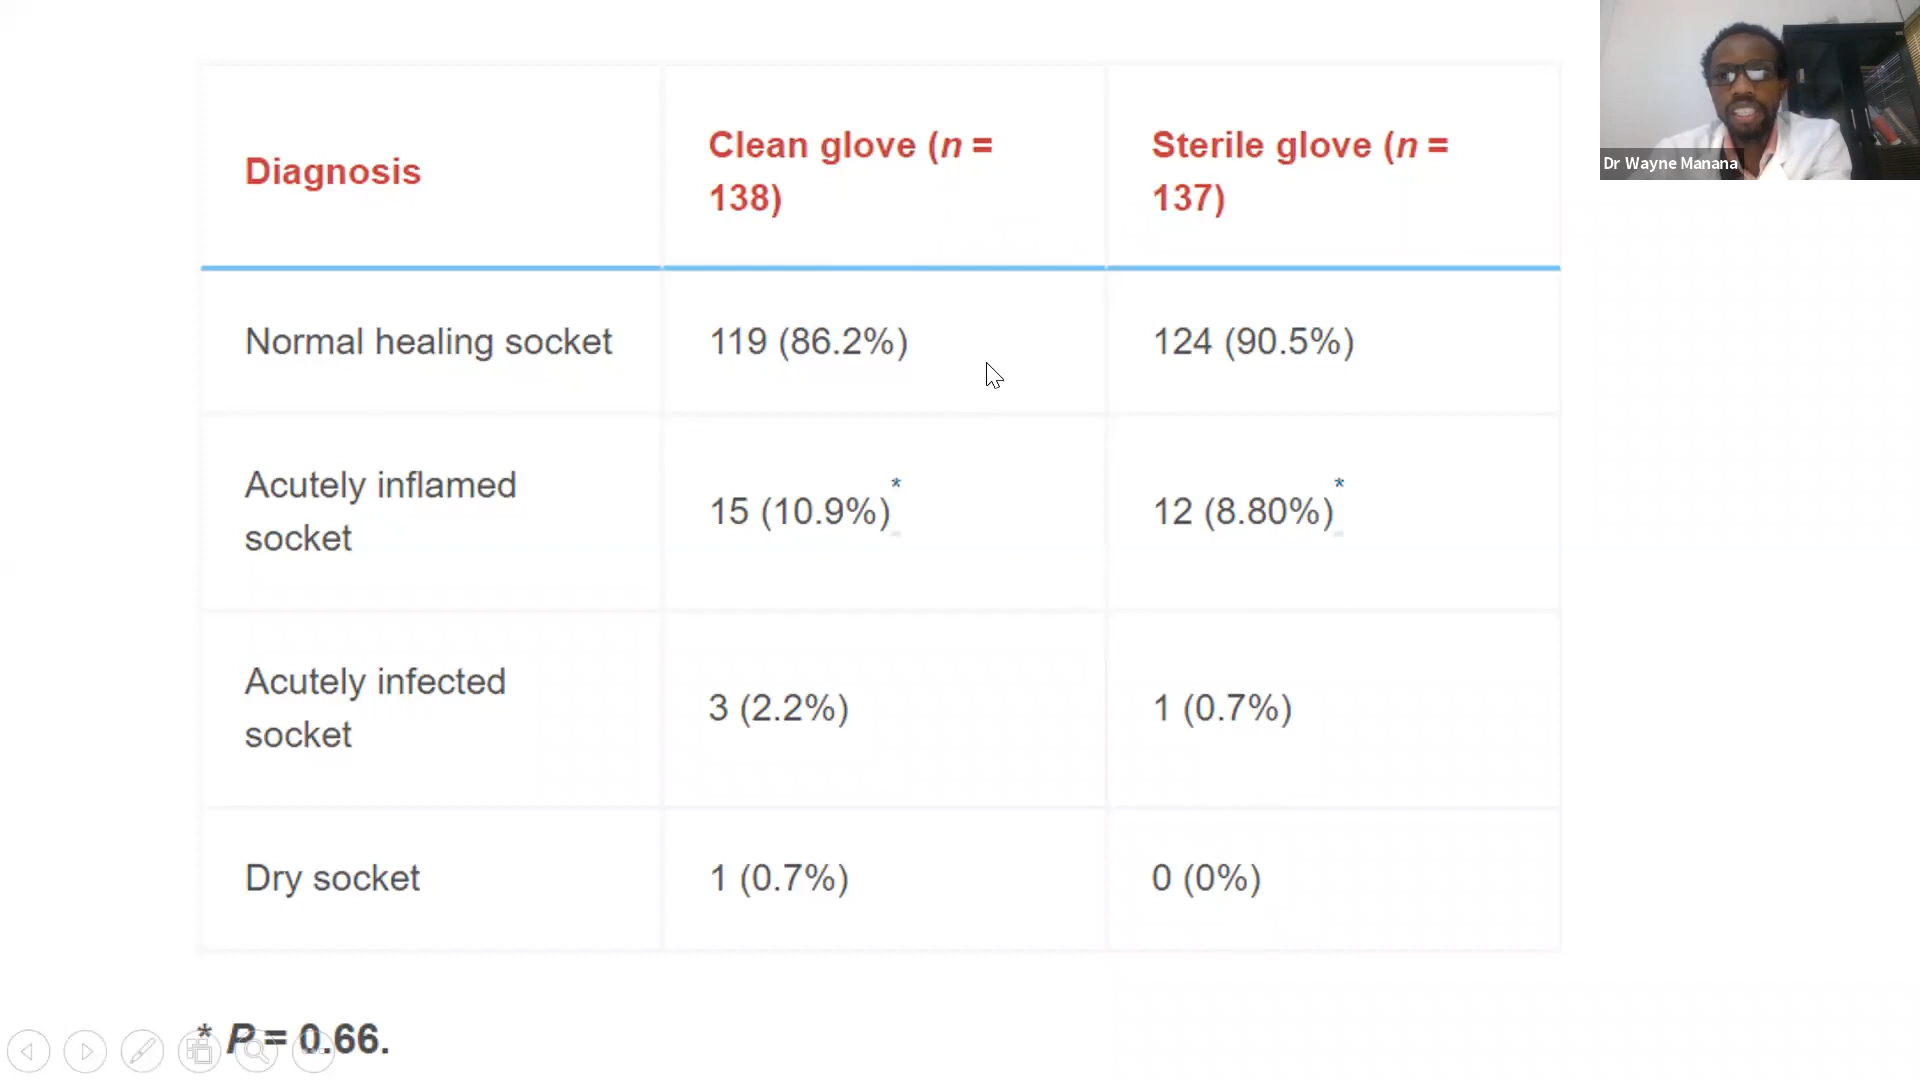 Diagnosis
Clean glove (n =
138)
Sterile glove (n =
137)
Normal healing socket
119 (86.2%)
124 (90.5%)
Acutely inflamed
socket
15 (10.9%)*
12 (8.80%)*
Acutely infected
socket
3 (2.2%)
1 (0.7%)
Dry socket
1 (0.7%)
0 (0%)
* P = 0.66.
Dr Wayne Manana